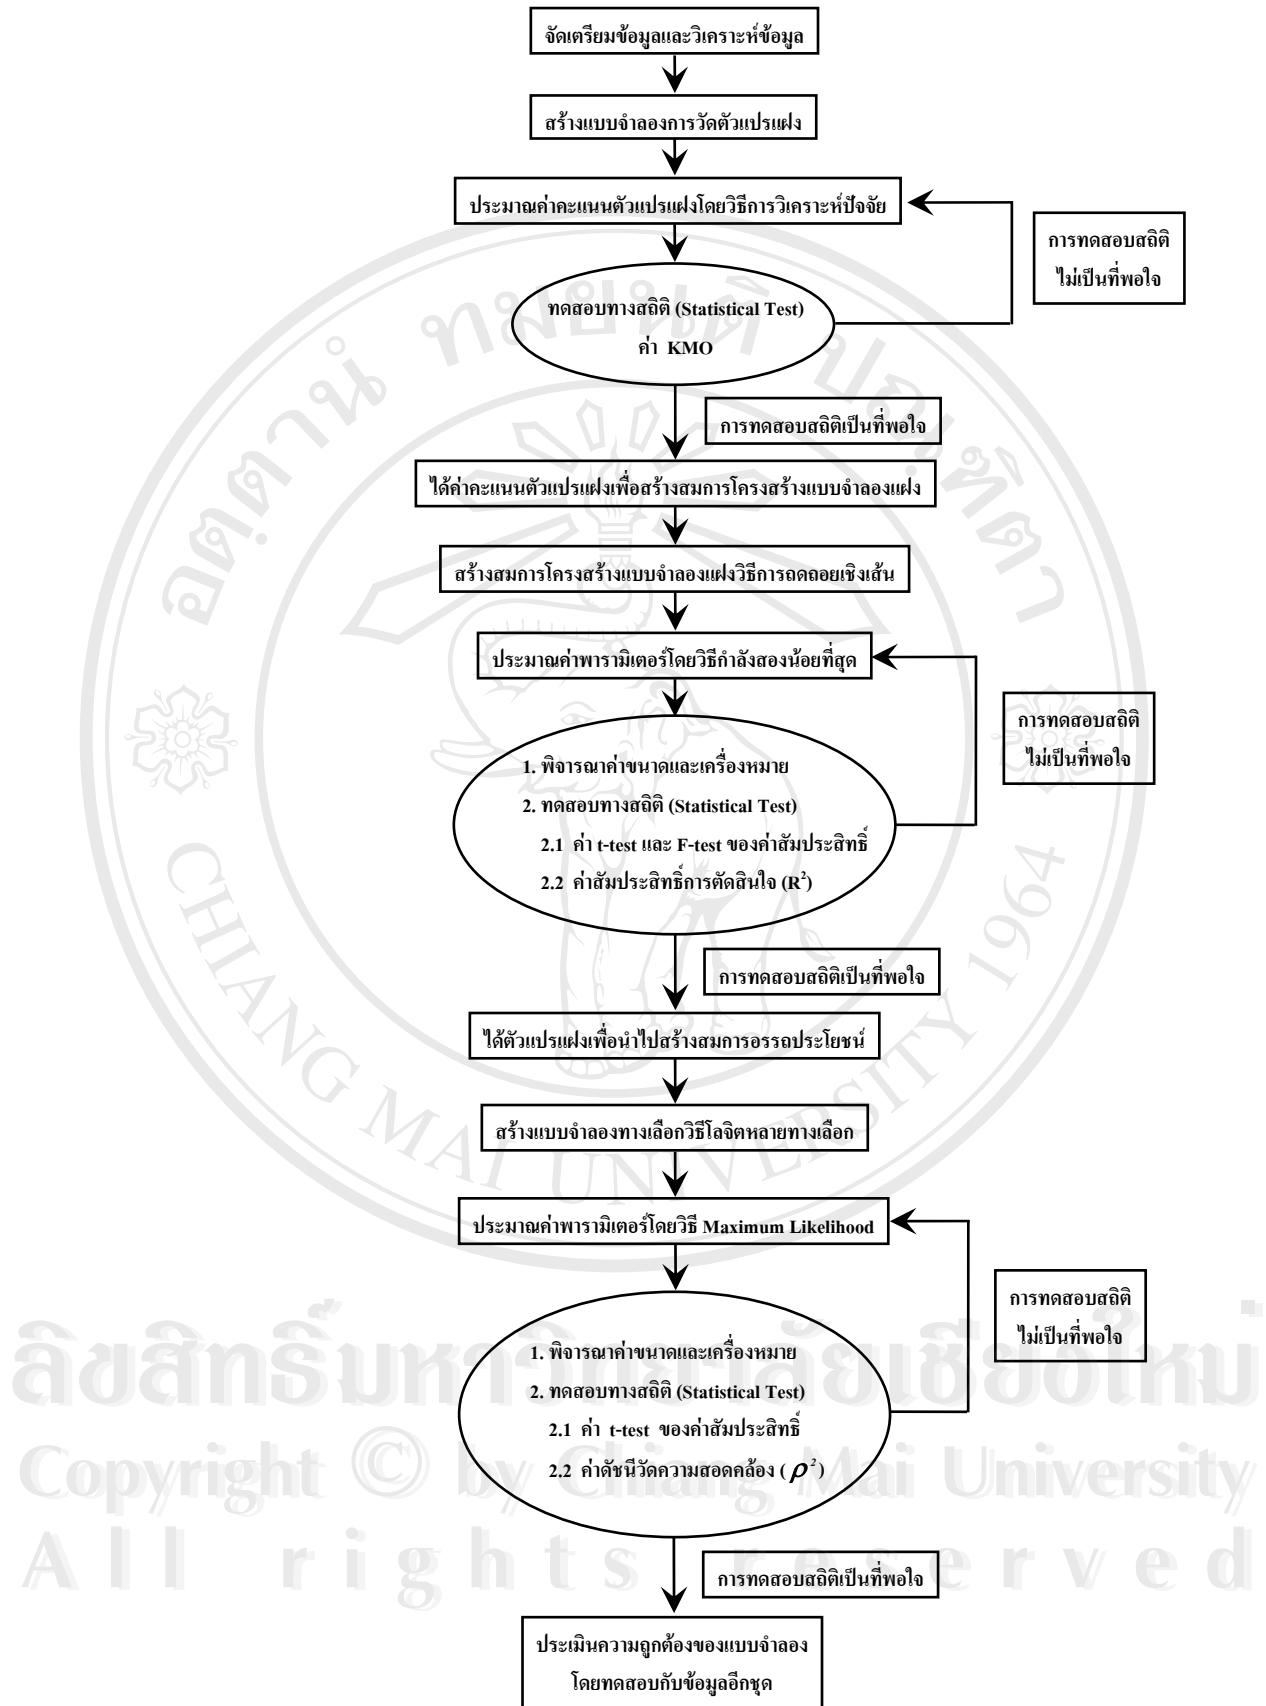 จัดเตรียมข้อมูลและวิเคราะห์ข้อมูล
สร้างแบบจำลองการวัดตัวแปรแฝง
ประมาณค่าคะแนนตัวแปรแฝงโดยวิธีการวิเคราะห์ปัจจัย
การทดสอบสถิติ
ไม่เป็นที่พอใจ
ทดสอบทางสถิติ (Statistical Test)
ค่า KMO
การทดสอบสถิติเป็นที่พอใจ
ได้ค่าคะแนนตัวแปรแฝงเพื่อสร้างสมการโครงสร้างแบบจำลองแฝง
สร้างสมการโครงสร้างแบบจำลองแฝงวิธีการถดถอยเชิงเส้น
ประมาณค่าพารามิเตอร์โดยวิธีกำลังสองน้อยที่สุด
การทดสอบสถิติ
ไม่เป็นที่พอใจ
1. พิจารณาค่าขนาดและเครื่องหมาย
2. ทดสอบทางสถิติ (Statistical Test)
2.1 ค่า t-test และ F-test ของค่าสัมประสิทธิ์
2.2 ค่าสัมประสิทธิ์การตัดสินใจ (R²)
การทดสอบสถิติเป็นที่พอใจ
ได้ตัวแปรแฝงเพื่อนำไปสร้างสมการอรรถประโยชน์
สร้างแบบจำลองทางเลือกวิธีโลจิตหลายทางเลือก
ประมาณค่าพารามิเตอร์โดยวิธี Maximum Likelihood
การทดสอบสถิติ
ไม่เป็นที่พอใจ
1. พิจารณาค่าขนาดและเครื่องหมาย
2. ทดสอบทางสถิติ (Statistical Test)
2.1 ค่า t-test ของค่าสัมประสิทธิ์
2.2 ค่าดัชนีวัดความสอดคล้อง (ρ²)
การทดสอบสถิติเป็นที่พอใจ
ประเมินความถูกต้องของแบบจำลอง
โดยทดสอบกับข้อมูลอีกชุด
อตฺตานํ ทมยนฺติ ปณฺฑิตา
CHIANG MAI UNIVERSITY 1964
ลิขสิทธิ์มหาวิทยาลัยเชียงใหม่
Copyright © by Chiang Mai University
All rights reserved